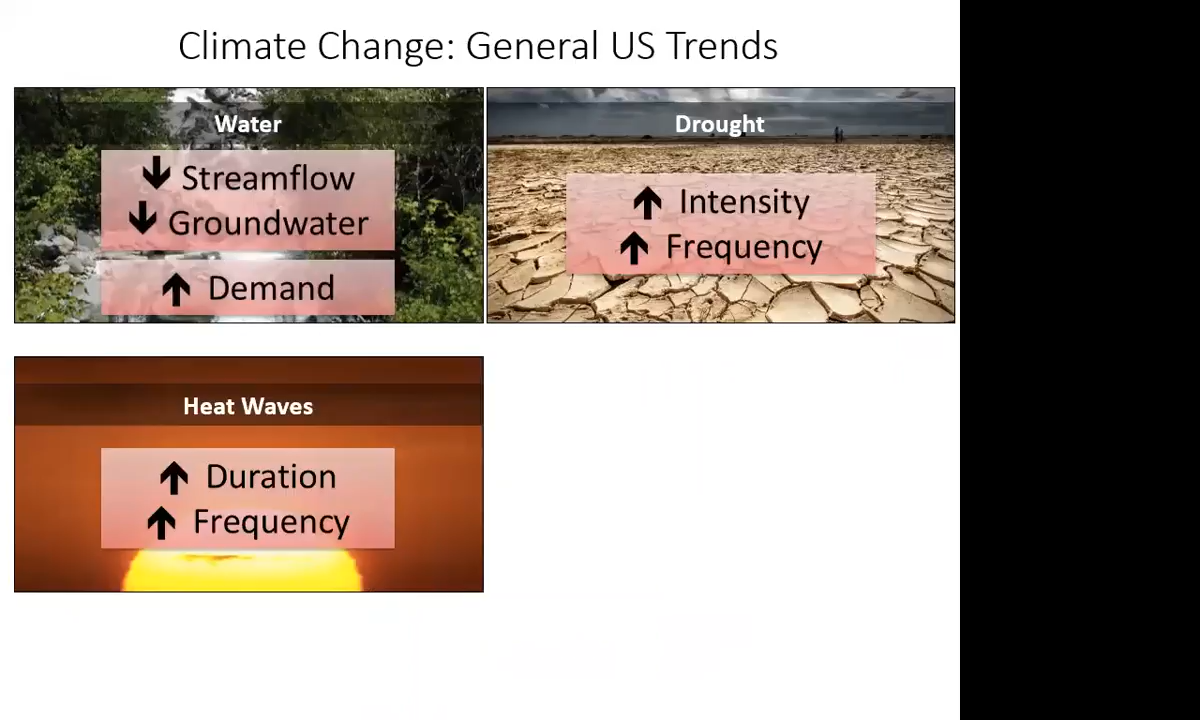 Climate Change: General US Trends
Water
↓ Streamflow
↓ Groundwater
↑ Demand
Drought
↑ Intensity
↑ Frequency
Heat Waves
↑ Duration
↑ Frequency